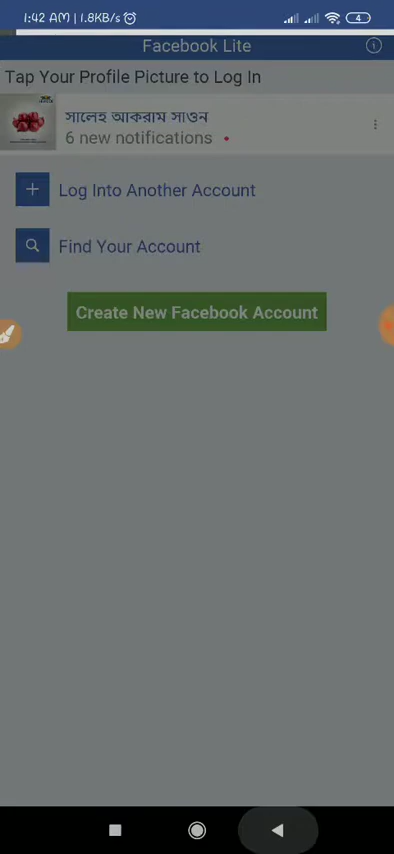 1:42 AM | 1.8KB/s
4
Facebook Lite
Tap Your Profile Picture to Log In
সালেহ আকরাম সাওন
6 new notifications
Log Into Another Account
Find Your Account
Create New Facebook Account